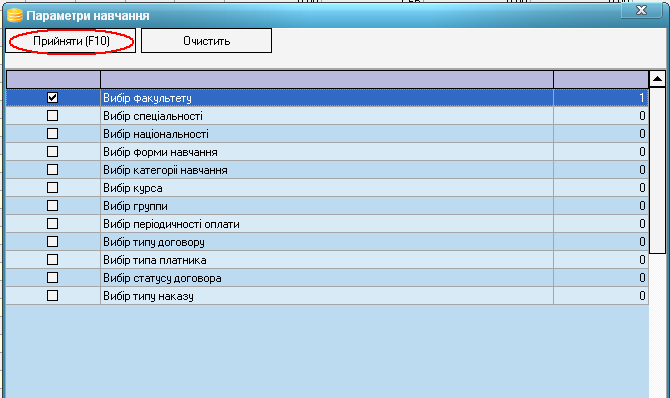 Параметри навчання
Прийняти (F10) Очистить
Вибір факультету 1
Вибір спеціальності 0
Вибір національності 0
Вибір форми навчання 0
Вибір категоріі навчання 0
Вибір курса 0
Вибір группи 0
Вибір періодичності оплати 0
Вибір типу договору 0
Вибір типа платника 0
Вибір статусу договора 0
Вибір типу наказу 0